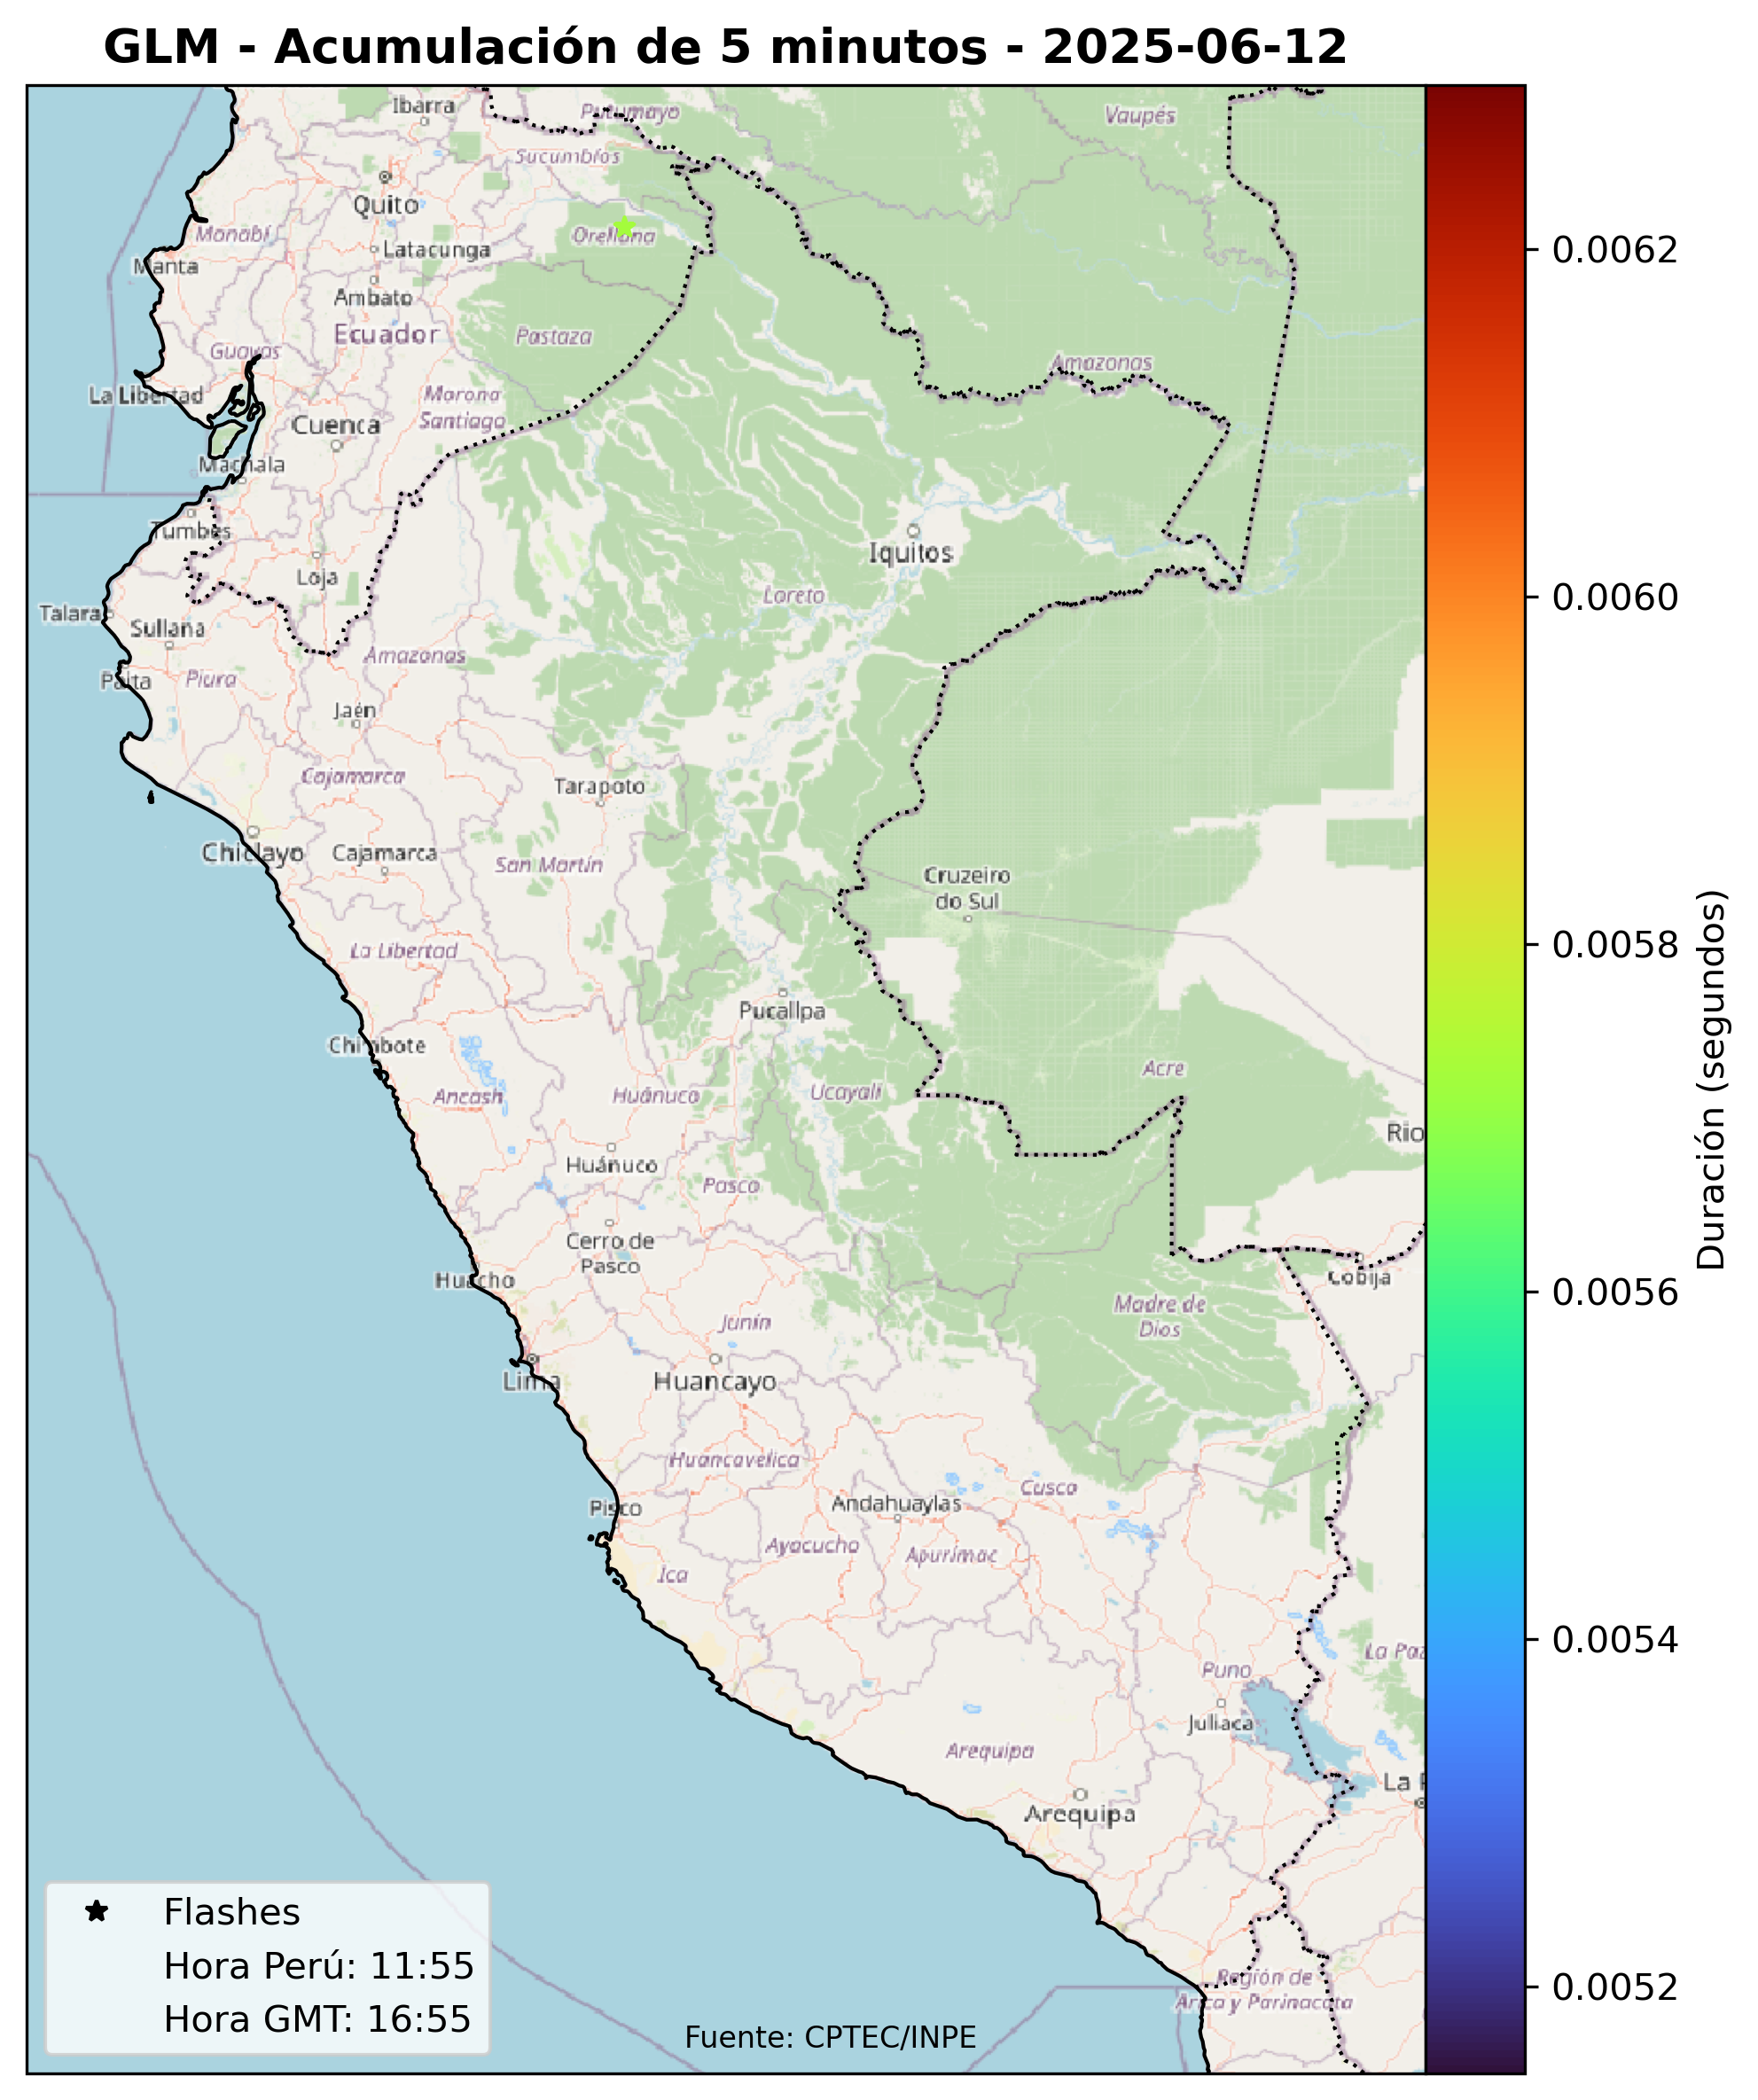 GLM - Acumulación de 5 minutos - 2025-06-12
Ibarra
Putumayo
Vaupés
Sucumbíos
Quito
Manabí
Orellana
Latacunga
Manta
Ambato
Ecuador
Pastaza
Guayas
Amazonas
La Libertad
Morona
Santiago
Cuenca
Machala
Tumbes
Iquitos
Loja
Loreto
Talara
Sullana
Amazonas
Paita
Piura
Jaén
Cajamarca
Tarapoto
Chiclayo
Cajamarca
San Martín
Cruzeiro
do Sul
La Libertad
Pucallpa
Chimbote
Ancash
Huánuco
Ucayali
Acre
Rio
Huánuco
Pasco
Cerro de
Pasco
Huacho
Cobija
Madre de
Dios
Junín
Lima
Huancayo
Huancavelica
Cusco
Pisco
Andahuaylas
Ayacucho
Apurímac
Ica
La Paz
Puno
Juliaca
Arequipa
La P
Arequipa
Región de
Arica y Parinacota
Flashes
Hora Perú: 11:55
Hora GMT: 16:55
Fuente: CPTEC/INPE
0.0062
0.0060
0.0058
0.0056
0.0054
0.0052
Duración (segundos)